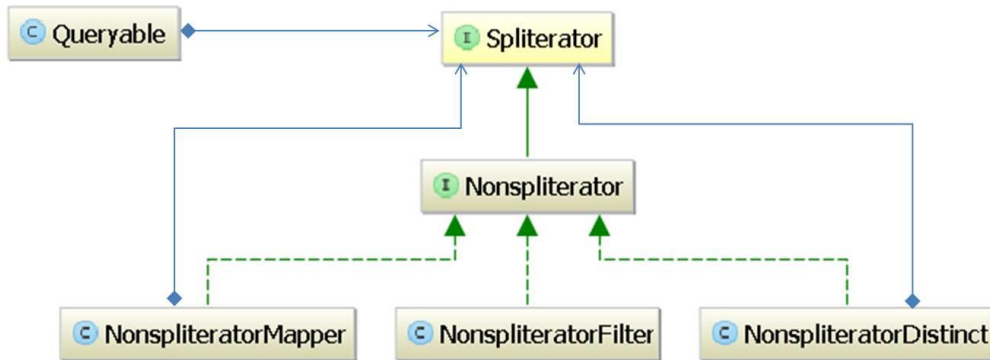 C Queryable
I Spliterator
I Nonspliterator
C NonspliteratorMapper
C NonspliteratorFilter
C NonspliteratorDistinct